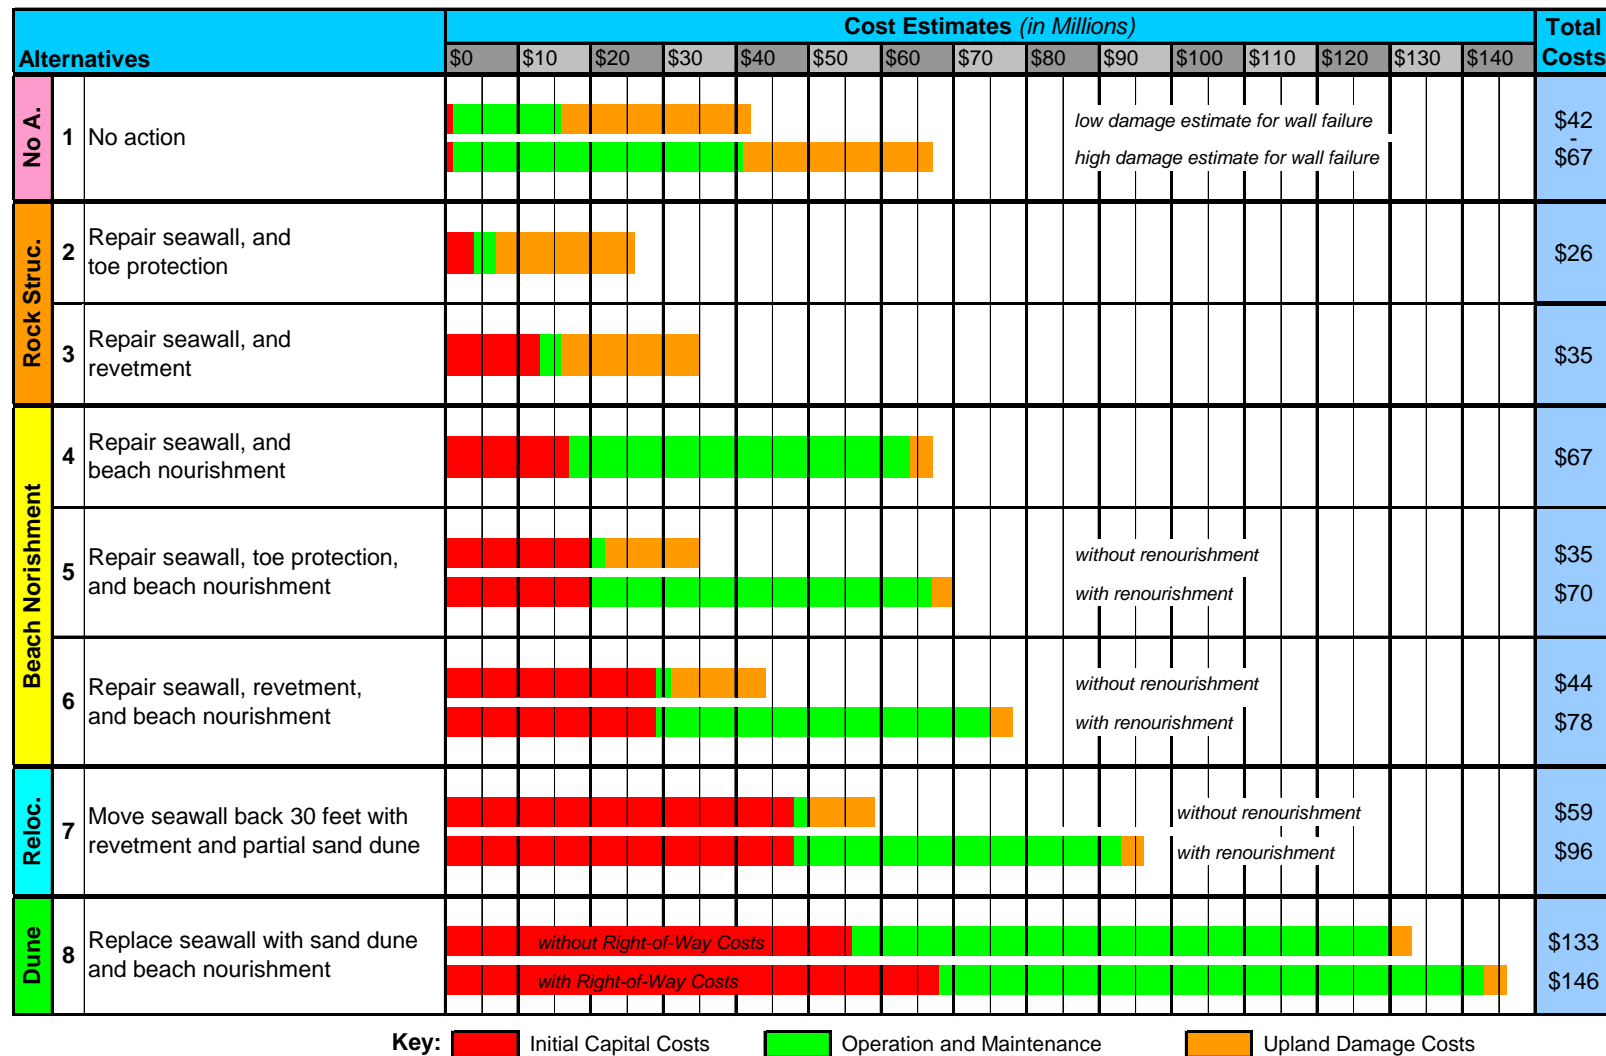 Cost Estimates (in Millions)
Total
Costs
Alternatives
$0 $10 $20 $30 $40 $50 $60 $70 $80 $90 $100 $110 $120 $130 $140
No A.
1 No action
low damage estimate for wall failure
high damage estimate for wall failure
$42
-
$67
Rock Struc.
2 Repair seawall, and
toe protection
$26
3 Repair seawall, and
revetment
$35
Beach Norishment
4 Repair seawall, and
beach nourishment
$67
5 Repair seawall, toe protection,
and beach nourishment
without renourishment
with renourishment
$35
$70
6 Repair seawall, revetment,
and beach nourishment
without renourishment
with renourishment
$44
$78
Reloc.
7 Move seawall back 30 feet with
revetment and partial sand dune
without renourishment
with renourishment
$59
$96
Dune
8 Replace seawall with sand dune
and beach nourishment
without Right-of-Way Costs
with Right-of-Way Costs
$133
$146
Key: Initial Capital Costs Operation and Maintenance Upland Damage Costs